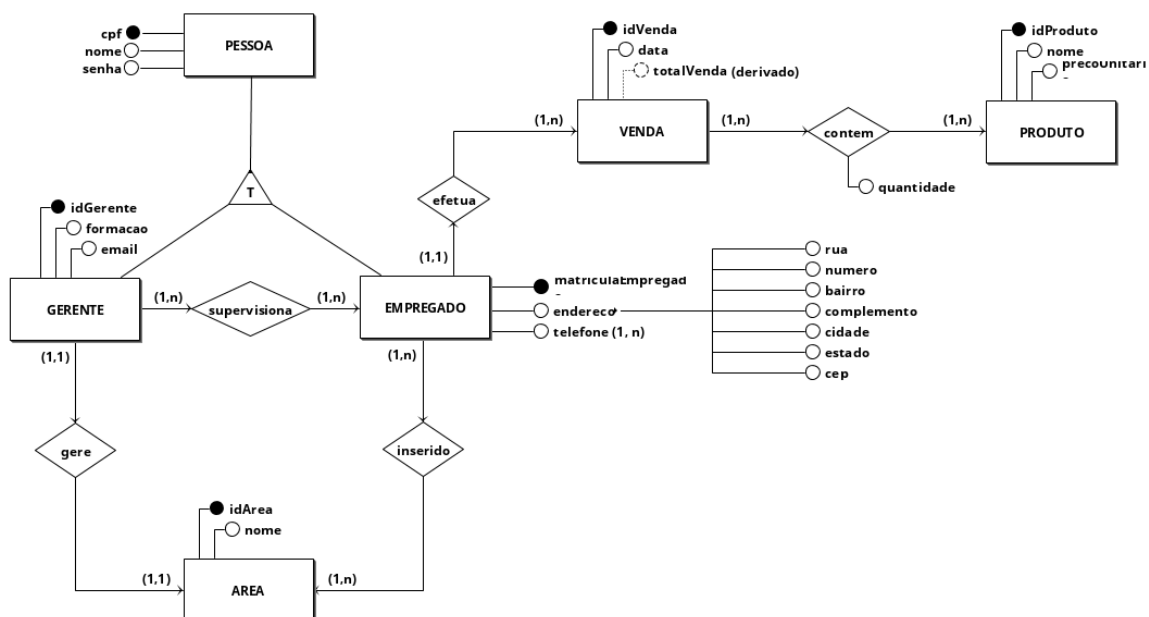 cpf
nome
senha
PESSOA
idVenda
data
totalVenda (derivado)
VENDA
(1,n)
(1,n)
contem
quantidade
(1,n)
idProduto
nome
PRODUTO
T
efetua
(1,1)
idGerente
formacao
email
GERENTE
(1,n)
supervisiona
(1,n)
EMPREGADO
endereco
telefone (1, n)
rua
numero
bairro
complemento
cidade
estado
cep
(1,1)
(1,n)
gere
inserido
idArea
nome
(1,1)
AREA
(1,n)